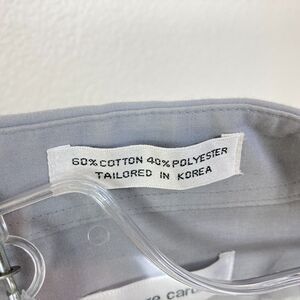 60% COTTON 40% POLYESTER
TAILORED IN KOREA